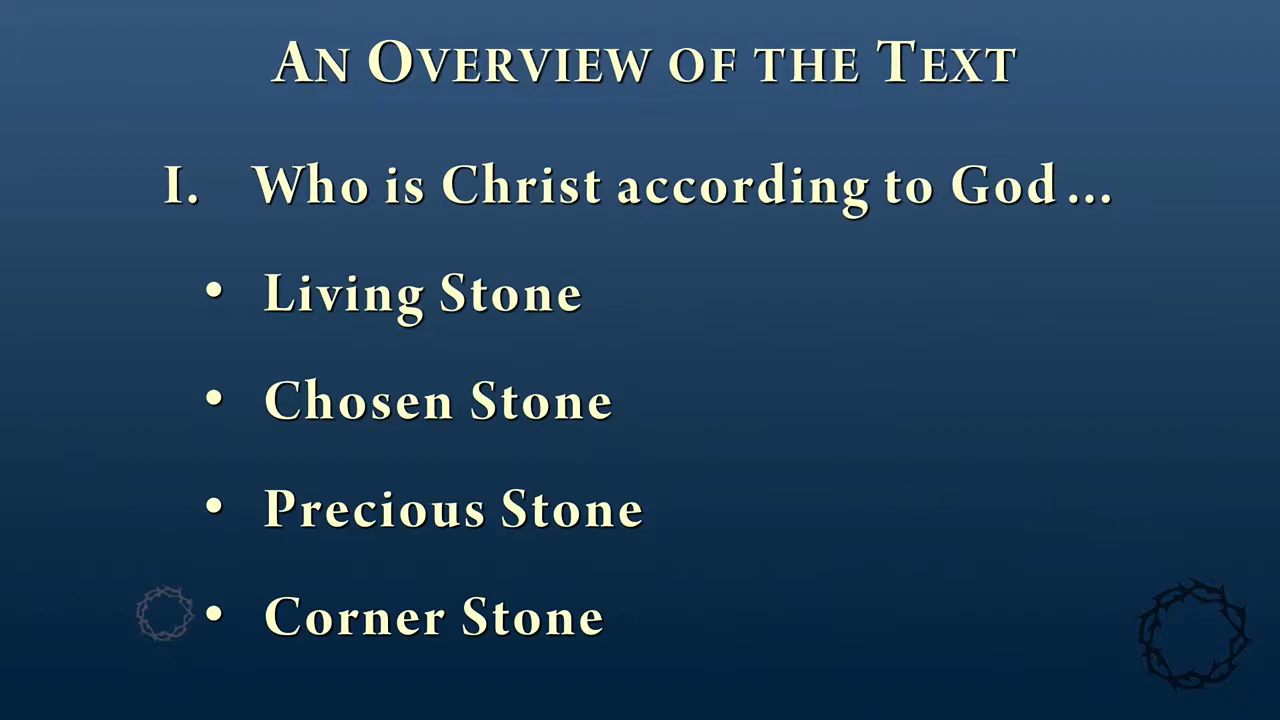 An Overview of the Text
I. Who is Christ according to God ...
• Living Stone
• Chosen Stone
• Precious Stone
• Corner Stone